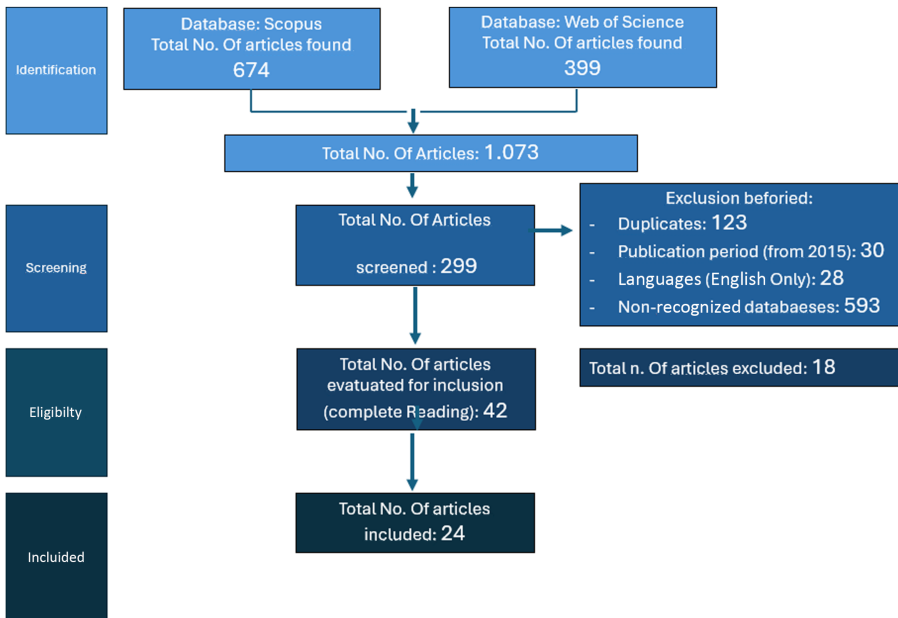 Identification
Database: Scopus
Total No. Of articles found
674
Database: Web of Science
Total No. Of articles found
399
Total No. Of Articles: 1.073
Screening
Total No. Of Articles
screened : 299
Exclusion beforied:
- Duplicates: 123
- Publication period (from 2015): 30
- Languages (English Only): 28
- Non-recognized databaeses: 593
Eligibilty
Total No. Of articles
evatuated for inclusion
(complete Reading): 42
Total n. Of articles excluded: 18
Incluided
Total No. Of articles
included: 24